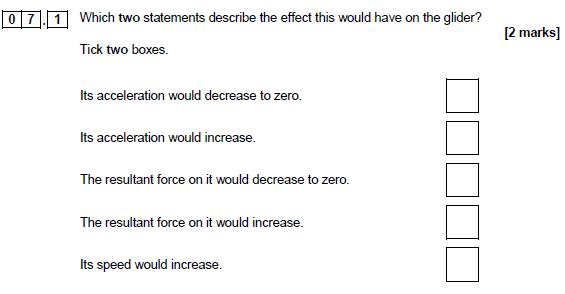 0 7 . 1 Which two statements describe the effect this would have on the glider?
[2 marks]
Tick two boxes.
Its acceleration would decrease to zero.
Its acceleration would increase.
The resultant force on it would decrease to zero.
The resultant force on it would increase.
Its speed would increase.